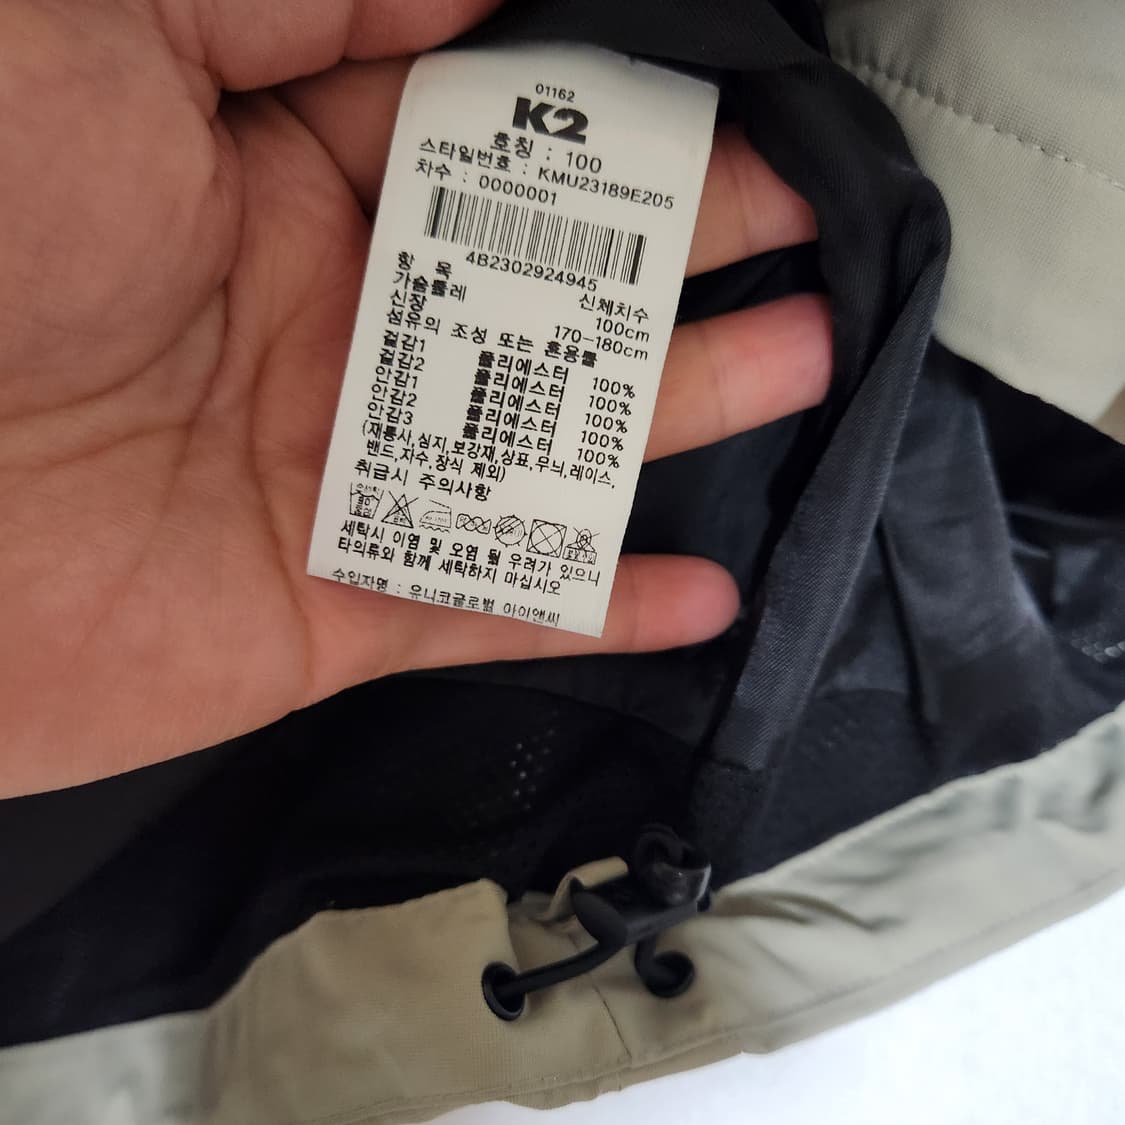 01162
K2
호칭 : 100
스타일번호 : KMU23189E205
차수 : 0000001
4B2302924945
항 목 신체치수
가슴둘레 100cm
신장 170-180cm
섬유의 조성 또는 혼용률
겉감1 폴리에스터 100%
겉감2 폴리에스터 100%
안감1 폴리에스터 100%
안감2 폴리에스터 100%
안감3 폴리에스터 100%
(재봉사,심지,보강재,상표,무늬,레이스,
밴드,자수,장식 제외)
취급시 주의사항
세탁시 이염 및 오염 될 우려가 있으니
타의류와 함께 세탁하지 마십시오
수입자명 : 유니코글로벌 아이앤씨